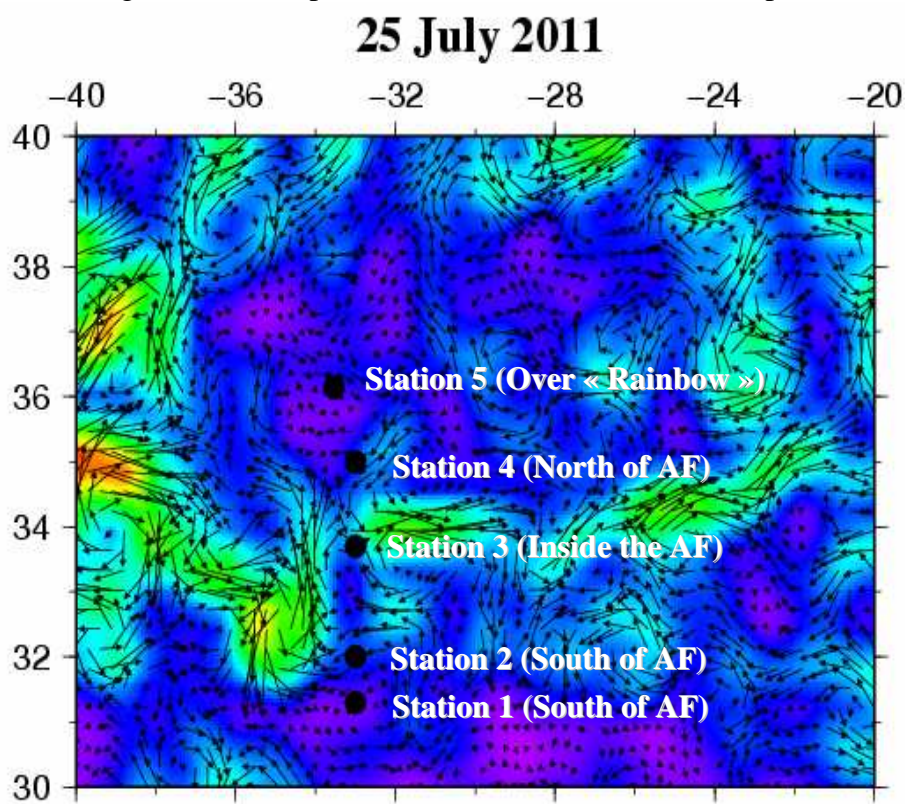 25 July 2011
−40 −36 −32 −28 −24 −20
40
38
36
34
32
30
Station 5 (Over « Rainbow »)
Station 4 (North of AF)
Station 3 (Inside the AF)
Station 2 (South of AF)
Station 1 (South of AF)